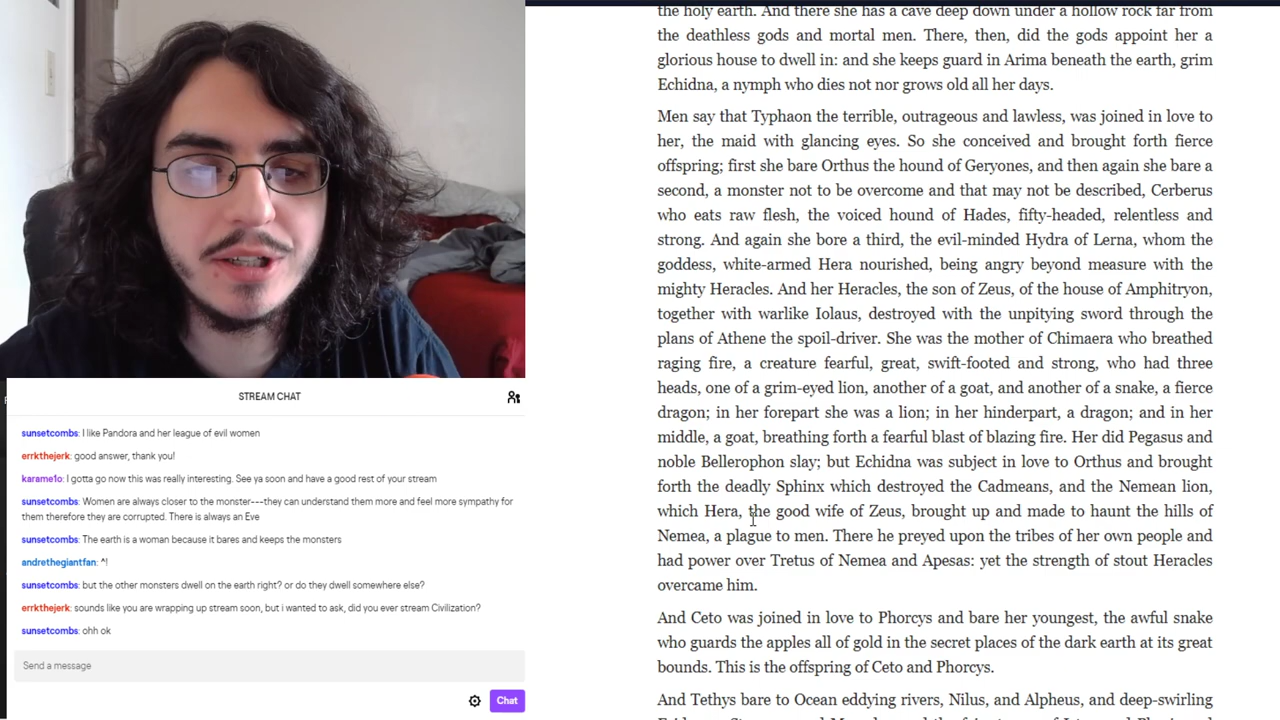 STREAM CHAT
sunsetcombs: I like Pandora and her league of evil women
errkthejerk: good answer, thank you!
karame1o: I gotta go now this was really interesting. See ya soon and have a good rest of your stream
sunsetcombs: Women are always closer to the monster---they can understand them more and feel more sympathy for
them therefore they are corrupted. There is always an Eve
sunsetcombs: The earth is a woman because it bares and keeps the monsters
andrethegiantfan: ^!
sunsetcombs: but the other monsters dwell on the earth right? or do they dwell somewhere else?
errkthejerk: sounds like you are wrapping up stream soon, but i wanted to ask, did you ever stream Civilization?
sunsetcombs: ohh ok
Send a message
Chat
the holy earth. And there she has a cave deep down under a hollow rock far from
the deathless gods and mortal men. There, then, did the gods appoint her a
glorious house to dwell in: and she keeps guard in Arima beneath the earth, grim
Echidna, a nymph who dies not nor grows old all her days.
Men say that Typhaon the terrible, outrageous and lawless, was joined in love to
her, the maid with glancing eyes. So she conceived and brought forth fierce
offspring; first she bare Orthus the hound of Geryones, and then again she bare a
second, a monster not to be overcome and that may not be described, Cerberus
who eats raw flesh, the voiced hound of Hades, fifty-headed, relentless and
strong. And again she bore a third, the evil-minded Hydra of Lerna, whom the
goddess, white-armed Hera nourished, being angry beyond measure with the
mighty Heracles. And her Heracles, the son of Zeus, of the house of Amphitryon,
together with warlike Iolaus, destroyed with the unpitying sword through the
plans of Athene the spoil-driver. She was the mother of Chimaera who breathed
raging fire, a creature fearful, great, swift-footed and strong, who had three
heads, one of a grim-eyed lion, another of a goat, and another of a snake, a fierce
dragon; in her forepart she was a lion; in her hinderpart, a dragon; and in her
middle, a goat, breathing forth a fearful blast of blazing fire. Her did Pegasus and
noble Bellerophon slay; but Echidna was subject in love to Orthus and brought
forth the deadly Sphinx which destroyed the Cadmeans, and the Nemean lion,
which Hera, the good wife of Zeus, brought up and made to haunt the hills of
Nemea, a plague to men. There he preyed upon the tribes of her own people and
had power over Tretus of Nemea and Apesas: yet the strength of stout Heracles
overcame him.
And Ceto was joined in love to Phorcys and bare her youngest, the awful snake
who guards the apples all of gold in the secret places of the dark earth at its great
bounds. This is the offspring of Ceto and Phorcys.
And Tethys bare to Ocean eddying rivers, Nilus, and Alpheus, and deep-swirling